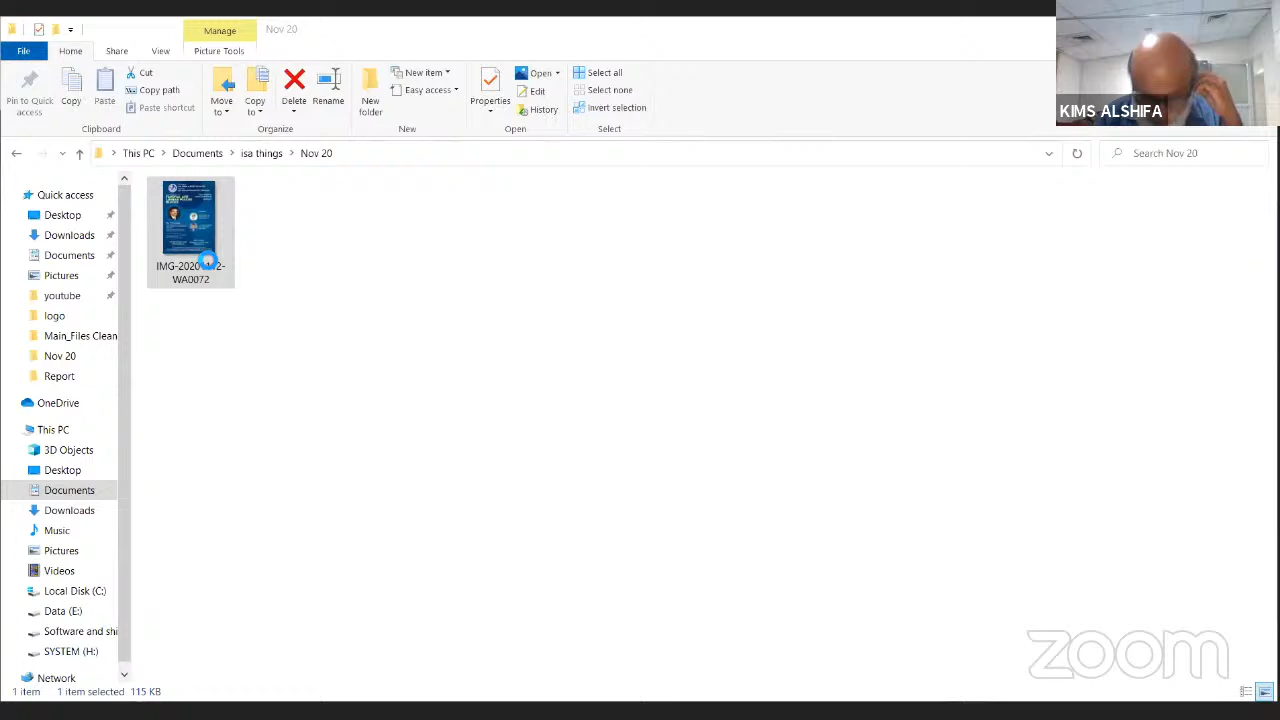 Manage
Nov 20
File
Home
Share
View
Picture Tools
Pin to Quick access
Copy
Paste
Cut
Copy path
Paste shortcut
Clipboard
Move to
Copy to
Delete
Rename
Organize
New folder
New item
Easy access
New
Properties
Open
Edit
History
Open
Select all
Select none
Invert selection
Select
KIMS ALSHIFA
This PC > Documents > isa things > Nov 20
Search Nov 20
Quick access
Desktop
Downloads
Documents
Pictures
youtube
logo
Main_Files Clean
Nov 20
Report
OneDrive
This PC
3D Objects
Desktop
Documents
Downloads
Music
Pictures
Videos
Local Disk (C:)
Data (E:)
Software and shi
SYSTEM (H:)
Network
WA0072
1 item
1 item selected
115 KB
zoom